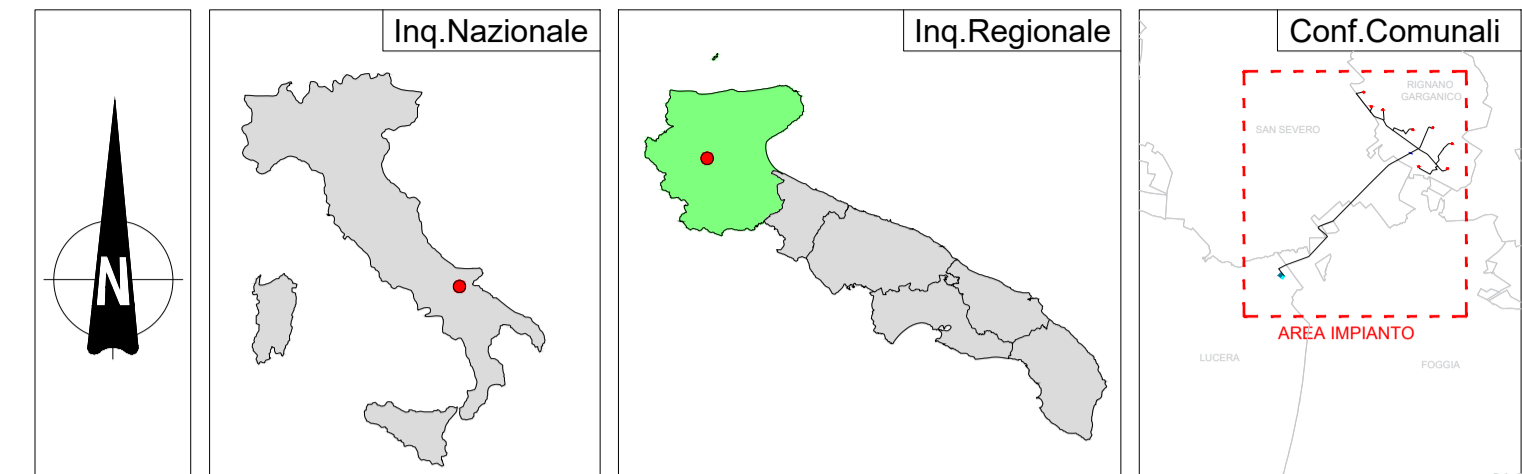 N
Inq.Nazionale
Inq.Regionale
Conf.Comunali
RIGNANO
GARGANICO
SAN SEVERO
AREA IMPIANTO
LUCERA
FOGGIA